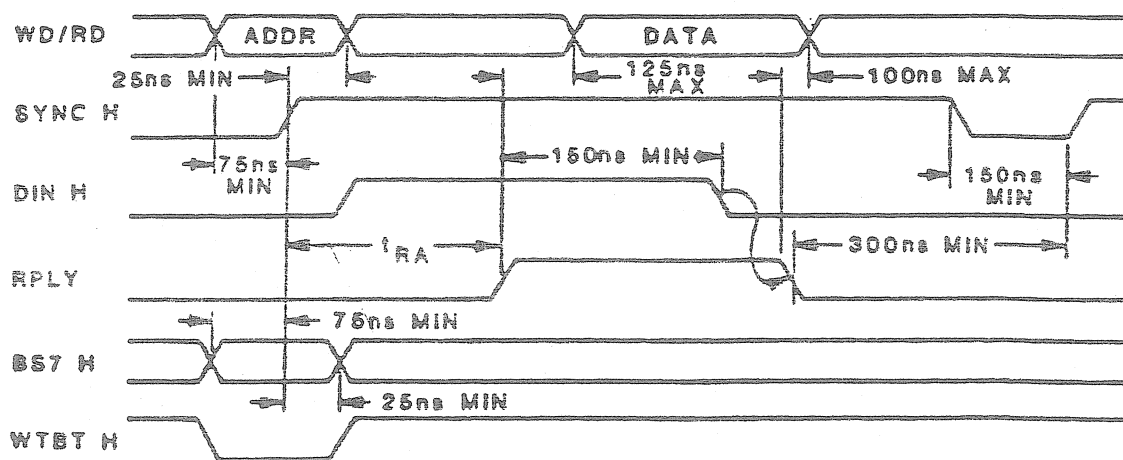 WD/RD
ADDR
DATA
25ns MIN
125ns
MAX
100ns MAX
SYNC H
75ns
MIN
150ns MIN
150ns
MIN
DIN H
tRA
300ns MIN
RPLY
75ns MIN
BS7 H
25ns MIN
WTBT H